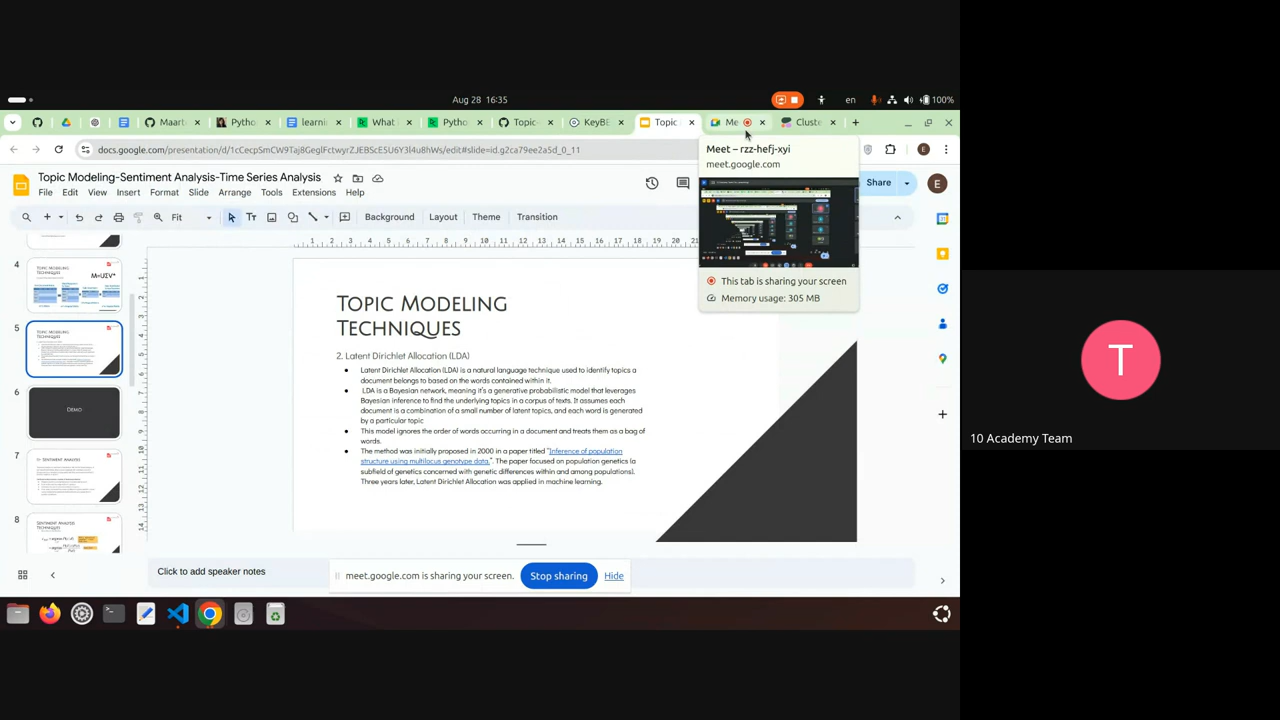 Aug 28 16:35
en
100%
Maart
Pytho
learni
What
Pytho
Topic-
KeyBE
Topic
Me
Cluste
docs.google.com/presentation/d/1cCecpSmCW9Taj8GeglFctwyrZJEBScE5U6Y3l4u8hWs/edit#slide=id.g2ca79ee2a5d_0_11
Meet – rzz-hefj-xyi
meet.google.com
This tab is sharing your screen
Memory usage: 305 MB
Topic Modeling-Sentiment Analysis-Time Series Analysis
File Edit View Insert Format Slide Arrange Tools Extensions Help
Share
E
Fit
Background Layout Theme Transition
4
Topic Modeling Techniques
M=UΣV*
5
Topic Modeling Techniques
6
Demo
7
8
Sentiment Analysis Techniques
Topic Modeling
Techniques
2. Latent Dirichlet Allocation (LDA)
● Latent Dirichlet Allocation (LDA) is a natural language technique used to identify topics a
document belongs to based on the words contained within it.
● LDA is a Bayesian network, meaning it's a generative probabilistic model that leverages
Bayesian inference to find the underlying topics in a corpus of texts. It assumes each
document is a combination of a small number of latent topics, and each word is generated
by a particular topic
● This model ignores the order of words occurring in a document and treats them as a bag of
words.
● The method was initially proposed in 2000 in a paper titled "Inference of population
structure using multilocus genotype data.". The paper focused on population genetics (a
subfield of genetics concerned with genetic differences within and among populations).
Three years later, Latent Dirichlet Allocation was applied in machine learning.
Click to add speaker notes
meet.google.com is sharing your screen.
Stop sharing
Hide
T
10 Academy Team